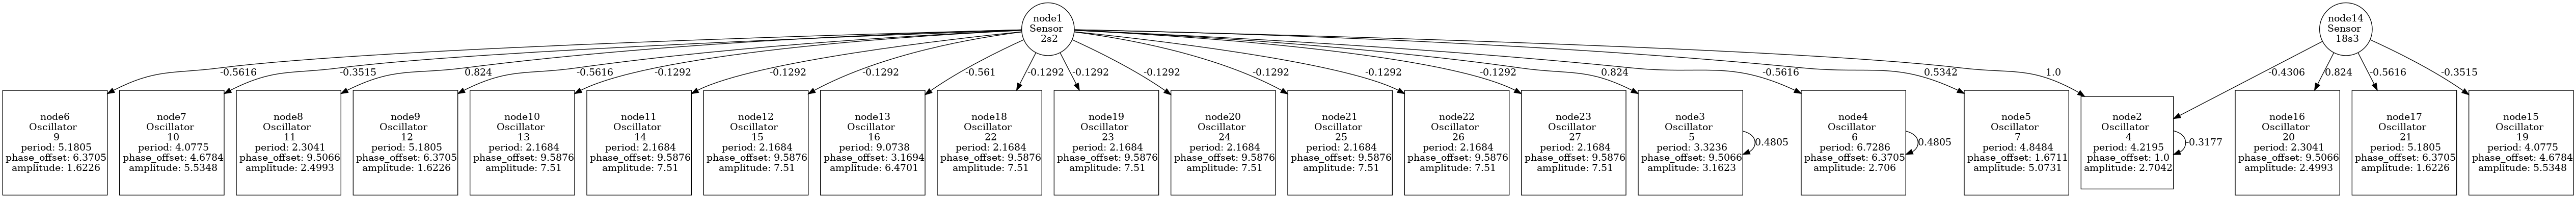 node1
Sensor
2s2
node14
Sensor
18s3
-0.5616
-0.3515
0.824
-0.5616
-0.1292
-0.1292
-0.1292
-0.561
-0.1292
-0.1292
-0.1292
-0.1292
-0.1292
-0.1292
0.824
-0.5616
0.5342
1.0
-0.4306
0.824
-0.5616
-0.3515
node6
Oscillator
9
period: 5.1805
phase_offset: 6.3705
amplitude: 1.6226
node7
Oscillator
10
period: 4.0775
phase_offset: 4.6784
amplitude: 5.5348
node8
Oscillator
11
period: 2.3041
phase_offset: 9.5066
amplitude: 2.4993
node9
Oscillator
12
period: 5.1805
phase_offset: 6.3705
amplitude: 1.6226
node10
Oscillator
13
period: 2.1684
phase_offset: 9.5876
amplitude: 7.51
node11
Oscillator
14
period: 2.1684
phase_offset: 9.5876
amplitude: 7.51
node12
Oscillator
15
period: 2.1684
phase_offset: 9.5876
amplitude: 7.51
node13
Oscillator
16
period: 9.0738
phase_offset: 3.1694
amplitude: 6.4701
node18
Oscillator
22
period: 2.1684
phase_offset: 9.5876
amplitude: 7.51
node19
Oscillator
23
period: 2.1684
phase_offset: 9.5876
amplitude: 7.51
node20
Oscillator
24
period: 2.1684
phase_offset: 9.5876
amplitude: 7.51
node21
Oscillator
25
period: 2.1684
phase_offset: 9.5876
amplitude: 7.51
node22
Oscillator
26
period: 2.1684
phase_offset: 9.5876
amplitude: 7.51
node23
Oscillator
27
period: 2.1684
phase_offset: 9.5876
amplitude: 7.51
node3
Oscillator
5
period: 3.3236
phase_offset: 9.5066
amplitude: 3.1623
0.4805
node4
Oscillator
6
period: 6.7286
phase_offset: 6.3705
amplitude: 2.706
0.4805
node5
Oscillator
7
period: 4.8484
phase_offset: 1.6711
amplitude: 5.0731
node2
Oscillator
4
period: 4.2195
phase_offset: 1.0
amplitude: 2.7042
-0.3177
node16
Oscillator
20
period: 2.3041
phase_offset: 9.5066
amplitude: 2.4993
node17
Oscillator
21
period: 5.1805
phase_offset: 6.3705
amplitude: 1.6226
node15
Oscillator
19
period: 4.0775
phase_offset: 4.6784
amplitude: 5.5348